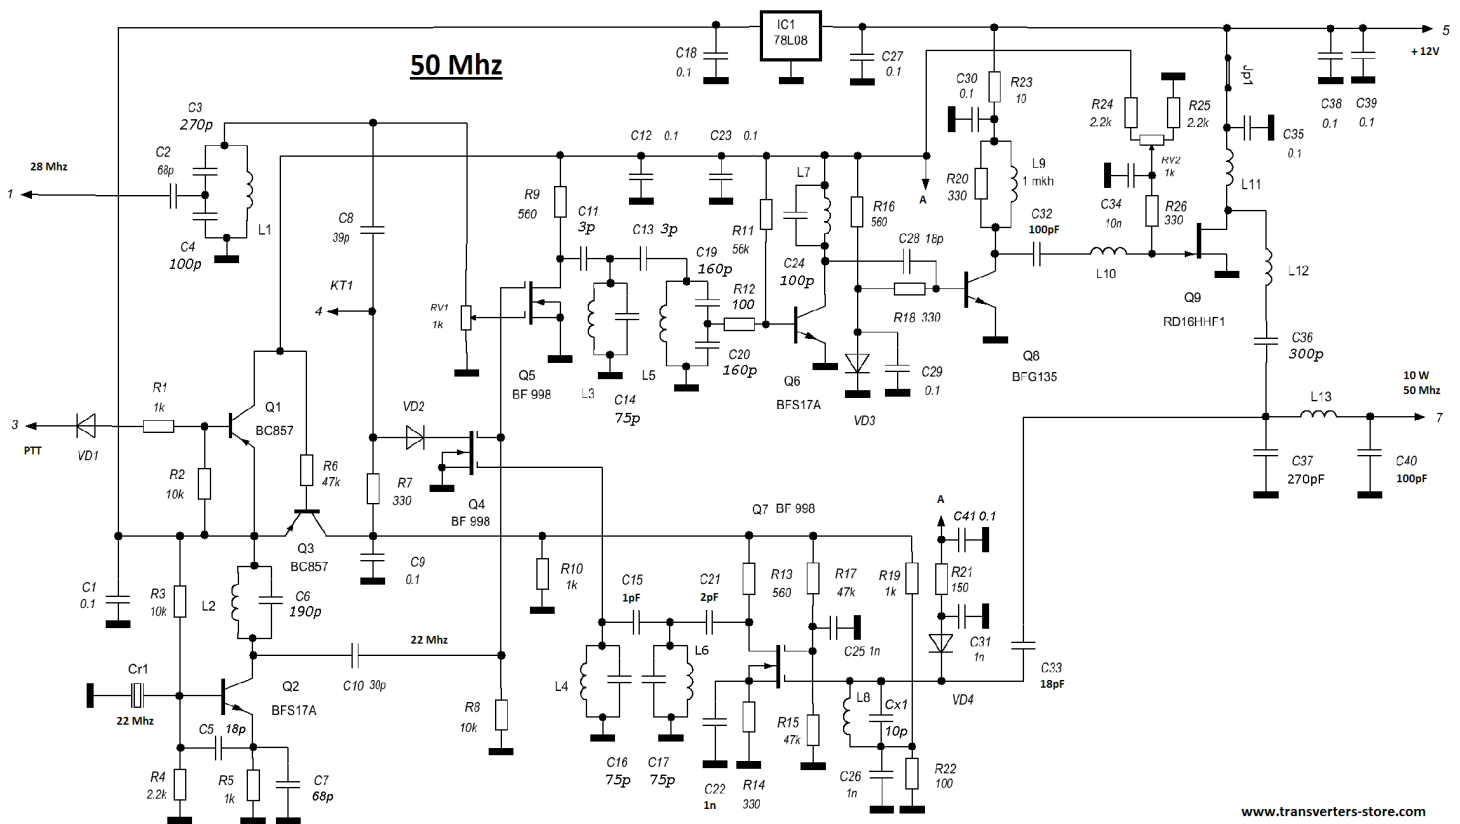 50 Mhz
IC1
78L08
C18
0.1
C27
0.1
5
+ 12V
C38
0.1
C39
0.1
Jp1
C30
0.1
R23
10
R24
2.2k
R25
2.2k
RV2
1k
C35
0.1
C3
270p
C2
68p
28 Mhz
1
C4
100p
L1
C8
39p
KT1
4
C12 0.1
C23 0.1
R9
560
C11
3p
C13 3p
C19
160p
R11
56k
L7
R16
560
A
R20
330
L9
1 mkh
C32
100pF
C34
10n
R26
330
L11
L12
L10
Q9
RD16HHF1
C28 18p
C24
100p
R12
100
R18 330
RV1
1k
Q5
BF 998
L3
C14
75p
L5
C20
160p
Q6
BFS17A
VD3
C29
0.1
Q8
BFG135
C36
300p
10 W
50 Mhz
L13
7
C37
270pF
C40
100pF
3
PTT
VD1
R1
1k
Q1
BC857
R2
10k
R6
47k
VD2
R7
330
Q4
BF 998
Q7 BF 998
A
C41 0.1
Q3
BC857
C9
0.1
R10
1k
C15
1pF
C21
2pF
R13
560
R17
47k
R19
1k
R21
150
C1
0.1
R3
10k
L2
C6
190p
22 Mhz
C10 30p
L4
L6
C25 1n
C31
1n
VD4
C33
18pF
Cr1
22 Mhz
Q2
BFS17A
R8
10k
L8
Cx1
10p
R15
47k
C5 18p
R4
2.2k
R5
1k
C7
68p
C16
75p
C17
75p
C22
1n
R14
330
C26
1n
R22
100
www.transverters-store.com